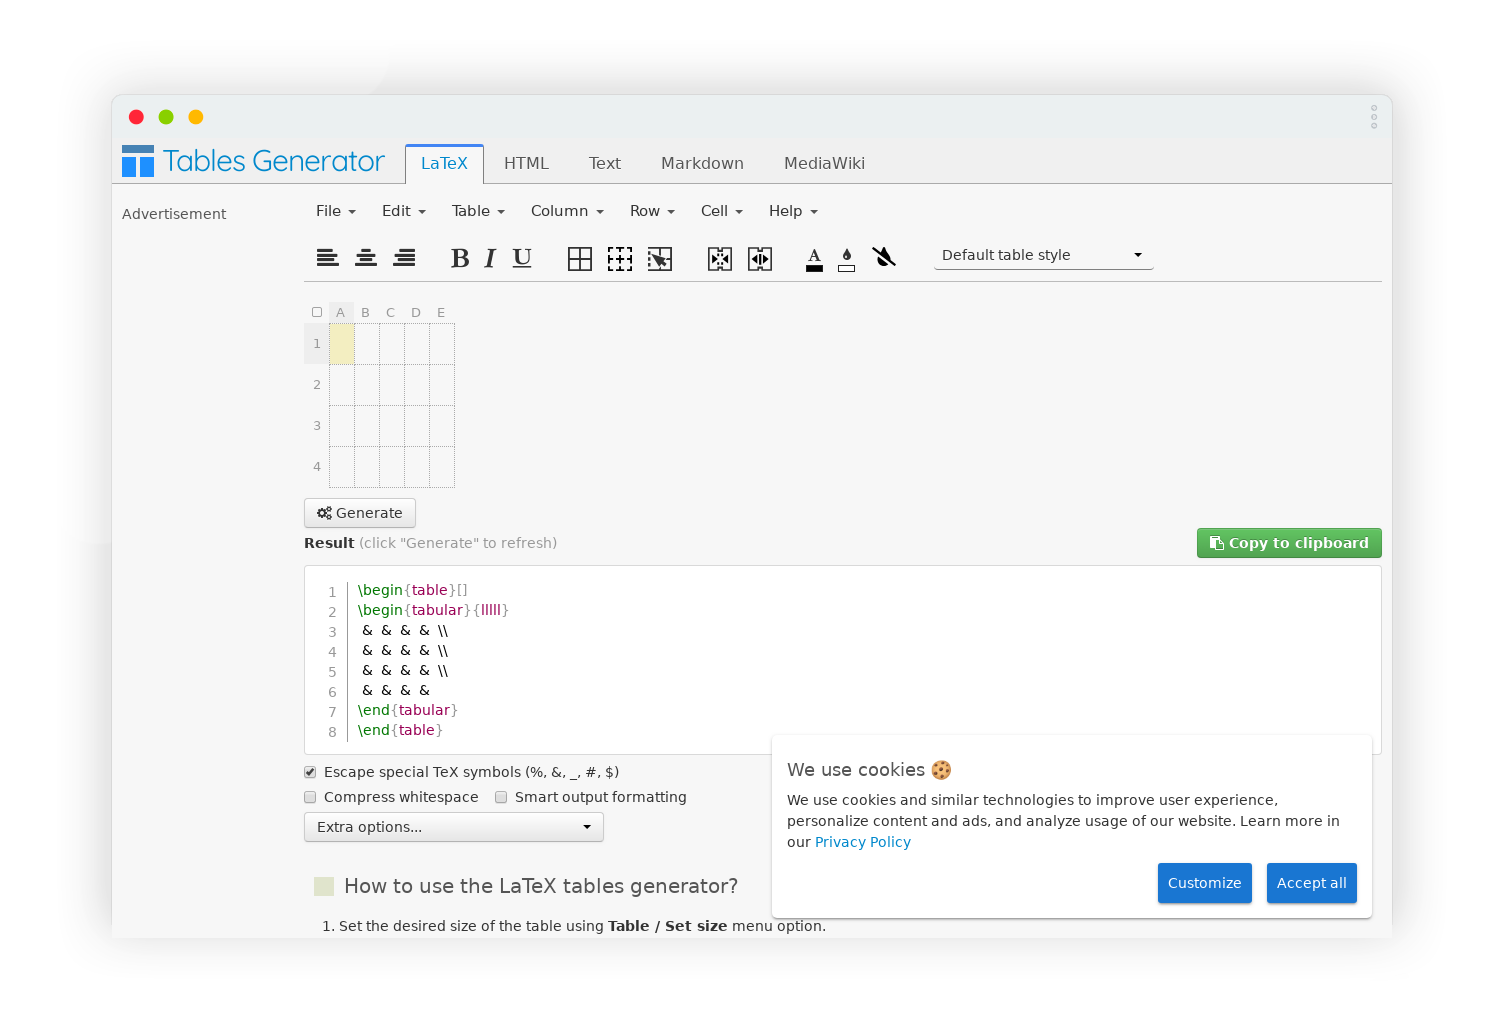 Tables Generator
LaTeX HTML Text Markdown MediaWiki
Advertisement
File Edit Table Column Row Cell Help
B I U A Default table style
A B C D E
1
2
3
4
Generate
Result (click "Generate" to refresh)
Copy to clipboard
1 \begin{table}[]
2 \begin{tabular}{lllll}
3 & & & & \\
4 & & & & \\
5 & & & & \\
6 & & & &
7 \end{tabular}
8 \end{table}
Escape special TeX symbols (%, &, _, #, $)
Compress whitespace Smart output formatting
Extra options...
How to use the LaTeX tables generator?
1. Set the desired size of the table using Table / Set size menu option.
We use cookies
We use cookies and similar technologies to improve user experience,
personalize content and ads, and analyze usage of our website. Learn more in
our Privacy Policy
Customize Accept all